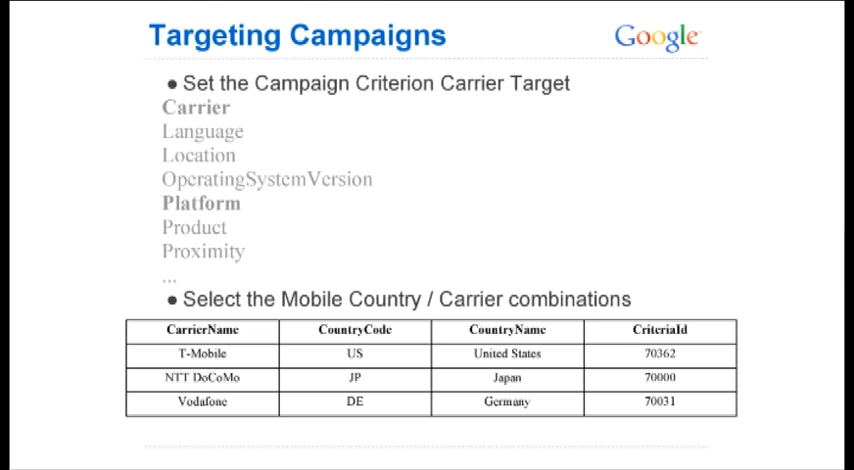 Targeting Campaigns
Google
● Set the Campaign Criterion Carrier Target
Carrier
Language
Location
OperatingSystemVersion
Platform
Product
Proximity
...
● Select the Mobile Country / Carrier combinations
CarrierName CountryCode CountryName CriteriaId
T-Mobile US United States 70362
NTT DoCoMo JP Japan 70000
Vodafone DE Germany 70031